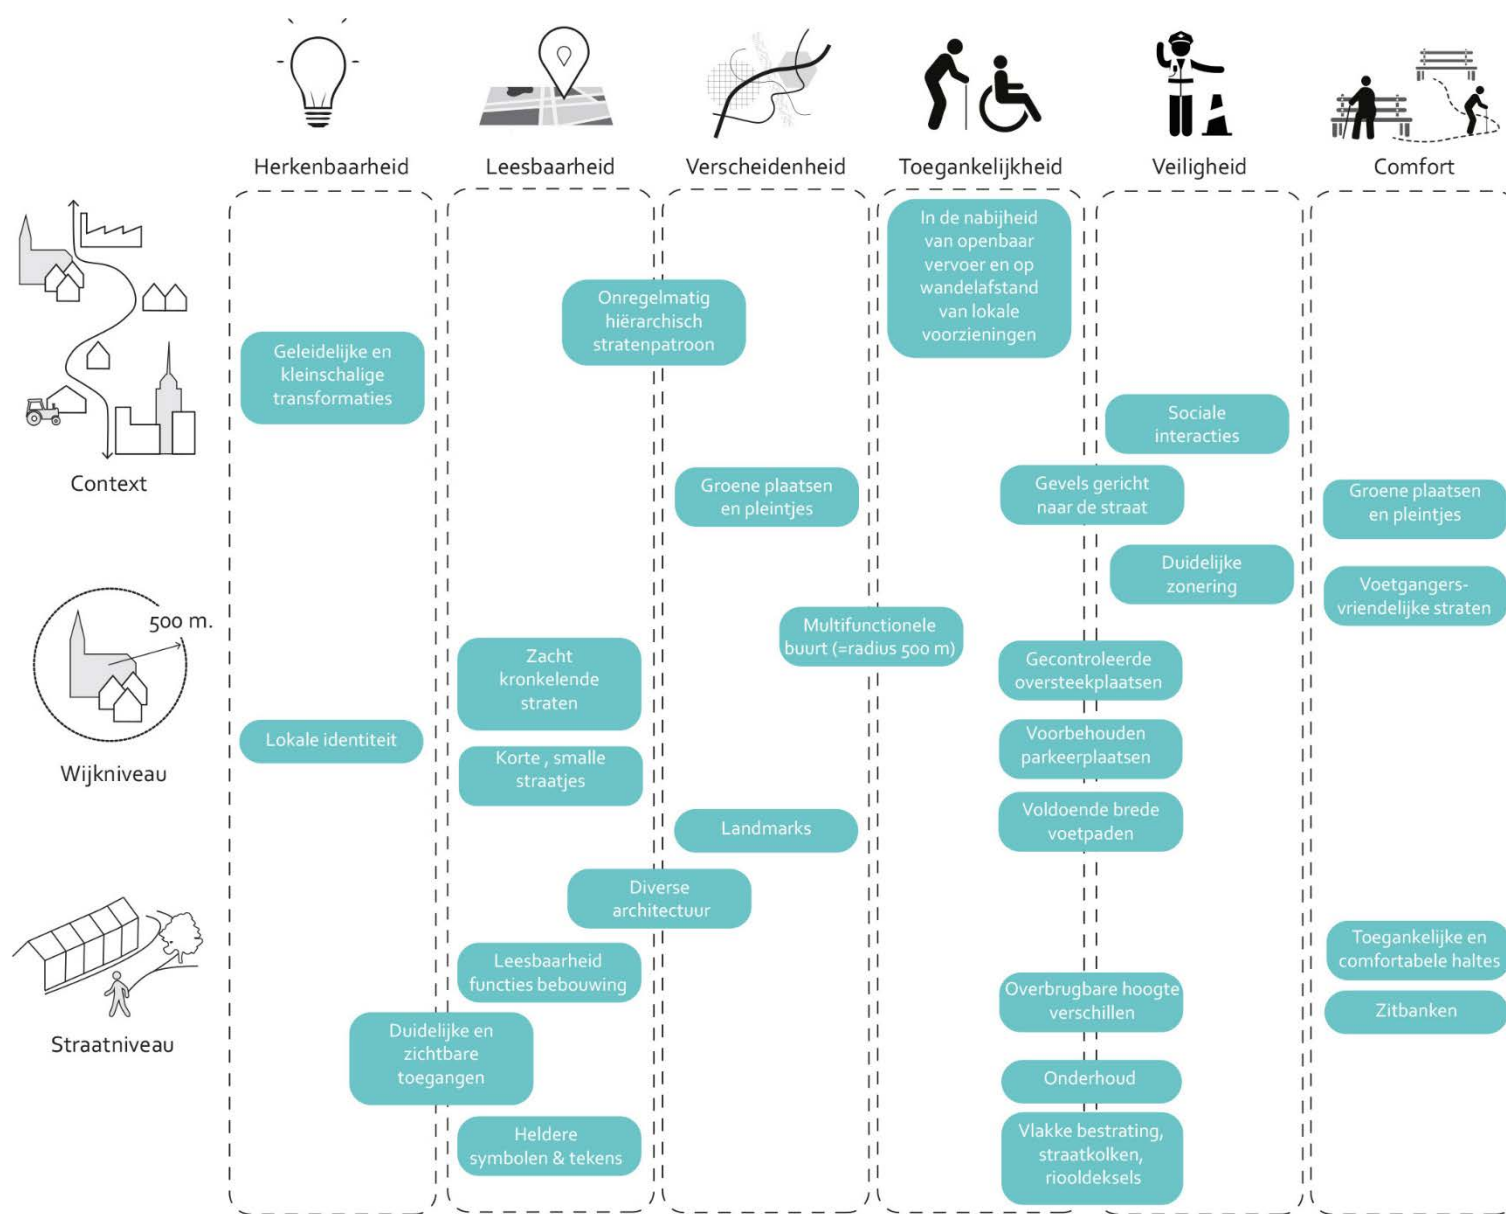 Herkenbaarheid
Leesbaarheid
Verscheidenheid
Toegankelijkheid
Veiligheid
Comfort
Context
Geleidelijke en
kleinschalige
transformaties
Onregelmatig
hiërarchisch
stratenpatroon
In de nabijheid
van openbaar
vervoer en op
wandelafstand
van lokale
voorzieningen
Sociale
interacties
Groene plaatsen
en pleintjes
Gevels gericht
naar de straat
Groene plaatsen
en pleintjes
Duidelijke
zonering
Voetgangers-
vriendelijke straten
500 m.
Wijkniveau
Multifunctionele
buurt (=radius 500 m)
Zacht
kronkelende
straten
Gecontroleerde
oversteekplaatsen
Lokale identiteit
Korte , smalle
straatjes
Voorbehouden
parkeerplaatsen
Landmarks
Voldoende brede
voetpaden
Diverse
architectuur
Straatniveau
Leesbaarheid
functies bebouwing
Toegankelijke en
comfortabele haltes
Overbrugbare hoogte
verschillen
Zitbanken
Duidelijke en
zichtbare
toegangen
Onderhoud
Heldere
symbolen & tekens
Vlakke bestrating,
straatkolken,
riooldeksels